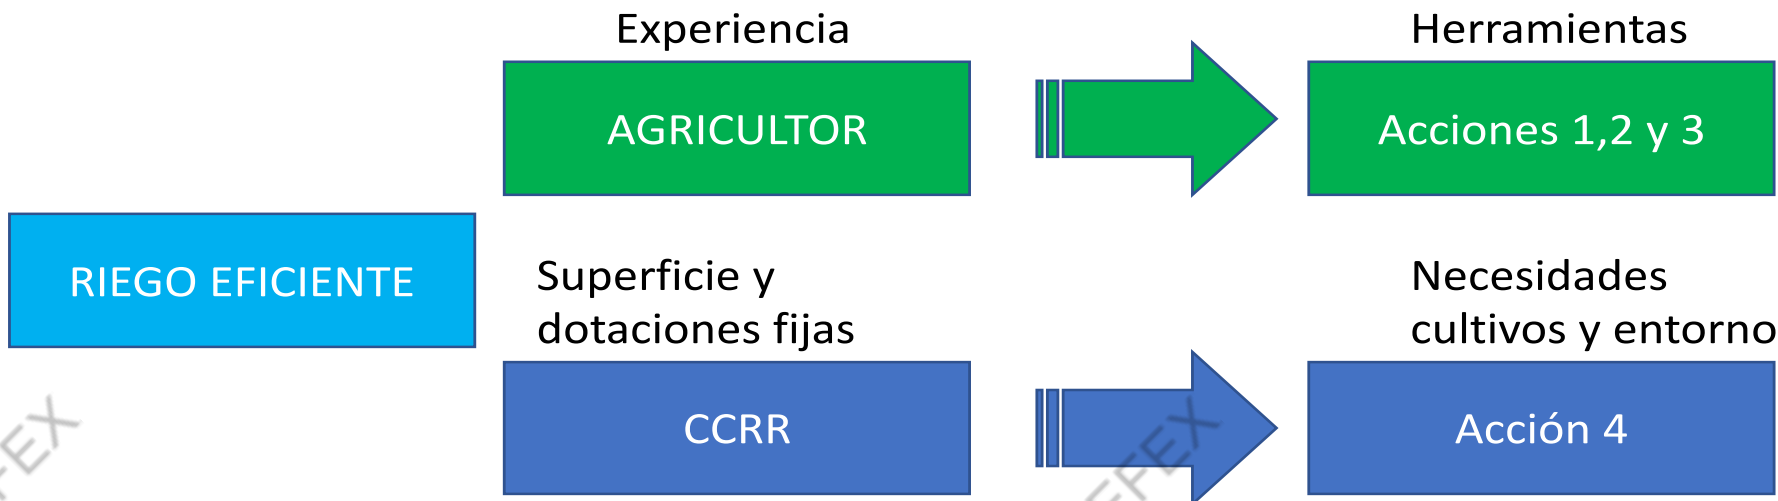 Experiencia
Herramientas
AGRICULTOR
Acciones 1,2 y 3
RIEGO EFICIENTE
Superficie y
dotaciones fijas
Necesidades
cultivos y entorno
CCRR
Acción 4